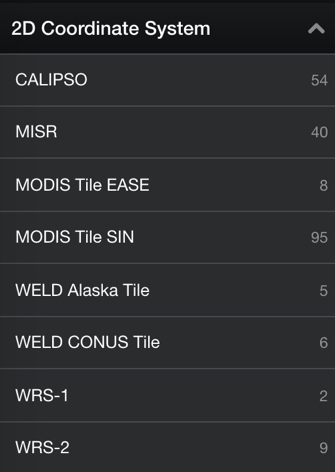 2D Coordinate System
CALIPSO 54
MISR 40
MODIS Tile EASE 8
MODIS Tile SIN 95
WELD Alaska Tile 5
WELD CONUS Tile 6
WRS-1 2
WRS-2 9